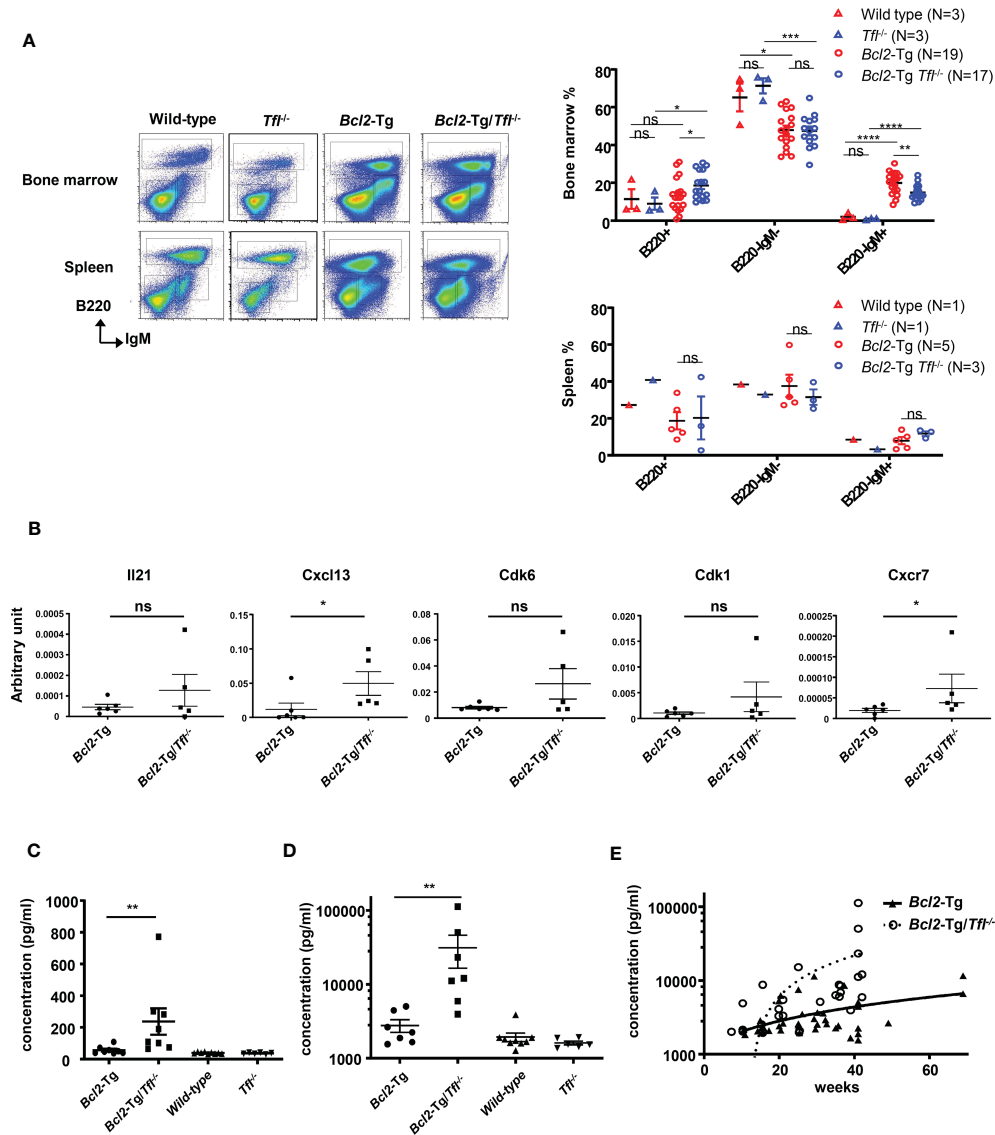 A
Wild-type
Tfl-/-
Bcl2-Tg
Bcl2-Tg/Tfl-/-
Bone marrow
Spleen
B220
IgM
Wild type (N=3)
Tfl-/- (N=3)
Bcl2-Tg (N=19)
Bcl2-Tg Tfl-/- (N=17)
Bone marrow %
80
60
40
20
0
ns
ns
*
*
ns
*
***
ns
ns
****
****
**
B220+
B220-IgM-
B220-IgM+
Wild type (N=1)
Tfl-/- (N=1)
Bcl2-Tg (N=5)
Bcl2-Tg Tfl-/- (N=3)
Spleen %
80
60
40
20
0
ns
ns
ns
B220+
B220-IgM-
B220-IgM+
B
Arbitrary unit
Il21
ns
0.0005
0.0004
0.0003
0.0002
0.0001
0
Bcl2-Tg
Bcl2-Tg/Tfl-/-
Cxcl13
*
0.15
0.10
0.05
0
Bcl2-Tg
Bcl2-Tg/Tfl-/-
Cdk6
ns
0.08
0.06
0.04
0.02
0
Bcl2-Tg
Bcl2-Tg/Tfl-/-
Cdk1
ns
0.020
0.015
0.010
0.005
0
Bcl2-Tg
Bcl2-Tg/Tfl-/-
Cxcr7
*
0.00025
0.00020
0.00015
0.00010
0.00005
0
Bcl2-Tg
Bcl2-Tg/Tfl-/-
C
concentration (pg/ml)
1000
800
600
400
200
0
**
Bcl2-Tg
Bcl2-Tg/Tfl-/-
Wild-type
Tfl-/-
D
concentration (pg/ml)
100000
10000
1000
**
Bcl2-Tg
Bcl2-Tg/Tfl-/-
Wild-type
Tfl-/-
E
concentration (pg/ml)
100000
10000
1000
0
20
40
60
weeks
Bcl2-Tg
Bcl2-Tg/Tfl-/-